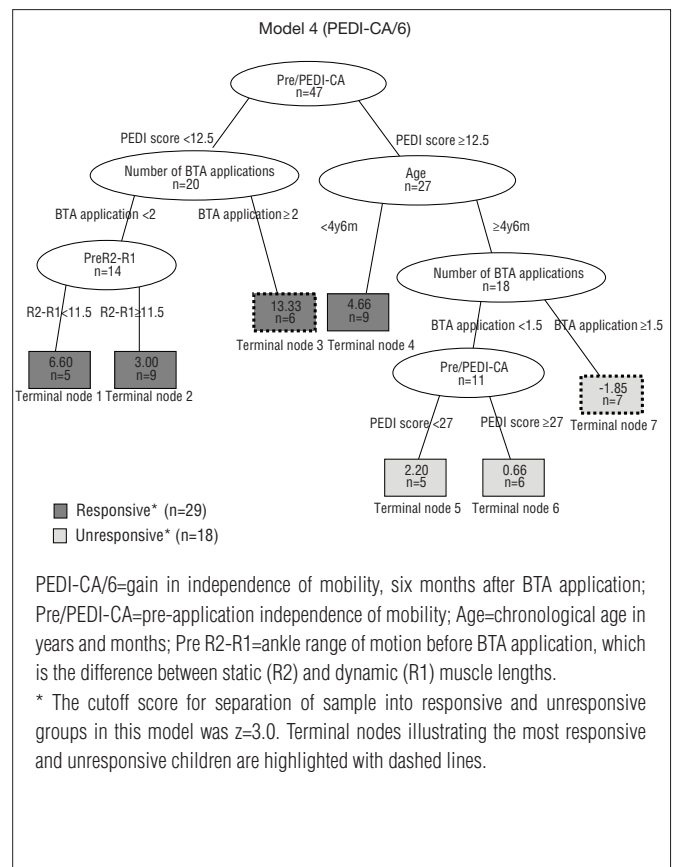 Model 4 (PEDI-CA/6)
Pre/PEDI-CA
n=47
PEDI score <12.5
PEDI score ≥12.5
Number of BTA applications
n=20
Age
n=27
BTA application <2
BTA application ≥ 2
<4y6m
≥4y6m
PreR2-R1
n=14
Number of BTA applications
n=18
R2-R1<11.5
R2-R1≥11.5
13.33
n=6
Terminal node 3
4.66
n=9
Terminal node 4
BTA application <1.5
BTA application ≥1.5
6.60
n=5
Terminal node 1
3.00
n=9
Terminal node 2
Pre/PEDI-CA
n=11
-1.85
n=7
Terminal node 7
PEDI score <27
PEDI score ≥27
2.20
n=5
Terminal node 5
0.66
n=6
Terminal node 6
Responsive* (n=29)
Unresponsive* (n=18)
PEDI-CA/6=gain in independence of mobility, six months after BTA application;
Pre/PEDI-CA=pre-application independence of mobility; Age=chronological age in
years and months; Pre R2-R1=ankle range of motion before BTA application, which
is the difference between static (R2) and dynamic (R1) muscle lengths.
* The cutoff score for separation of sample into responsive and unresponsive
groups in this model was z=3.0. Terminal nodes illustrating the most responsive
and unresponsive children are highlighted with dashed lines.